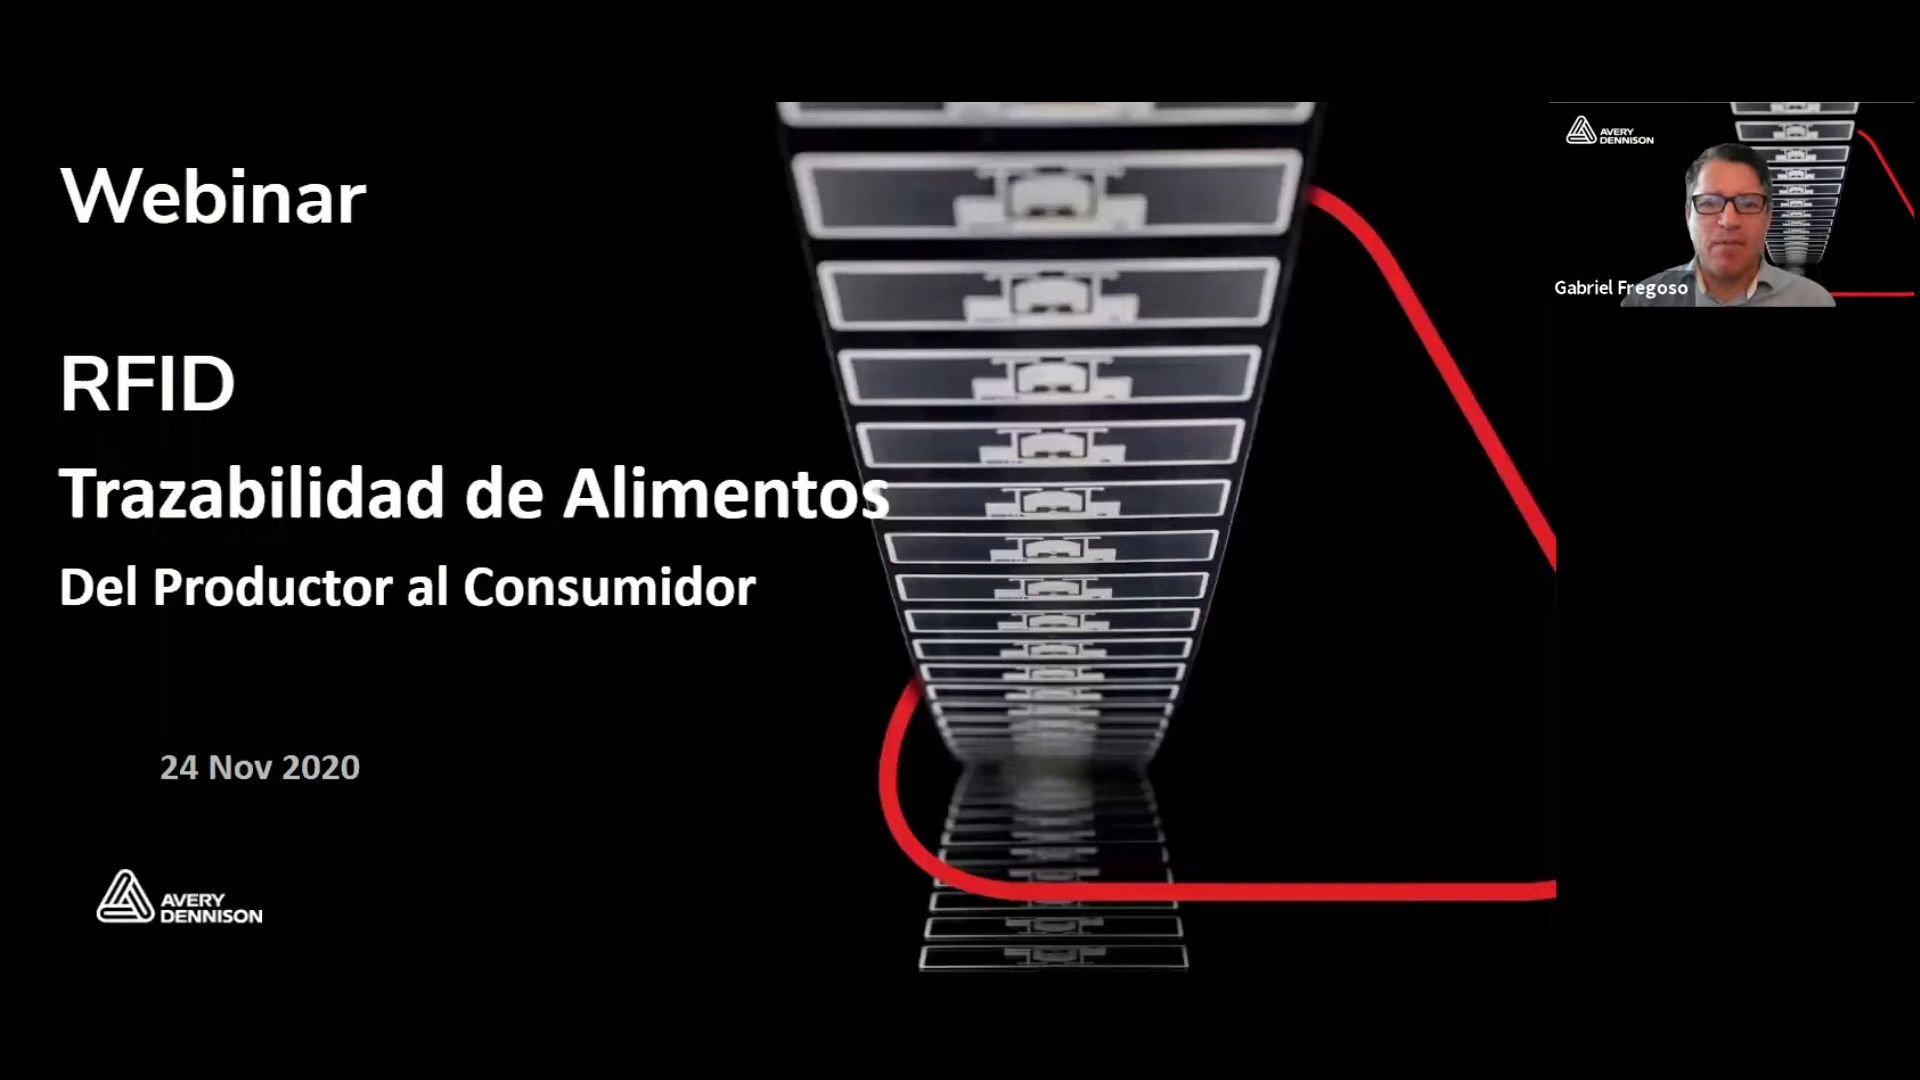 Webinar
RFID
Trazabilidad de Alimentos
Del Productor al Consumidor
24 Nov 2020
AVERY
DENNISON
AVERY
DENNISON
Gabriel Fregoso